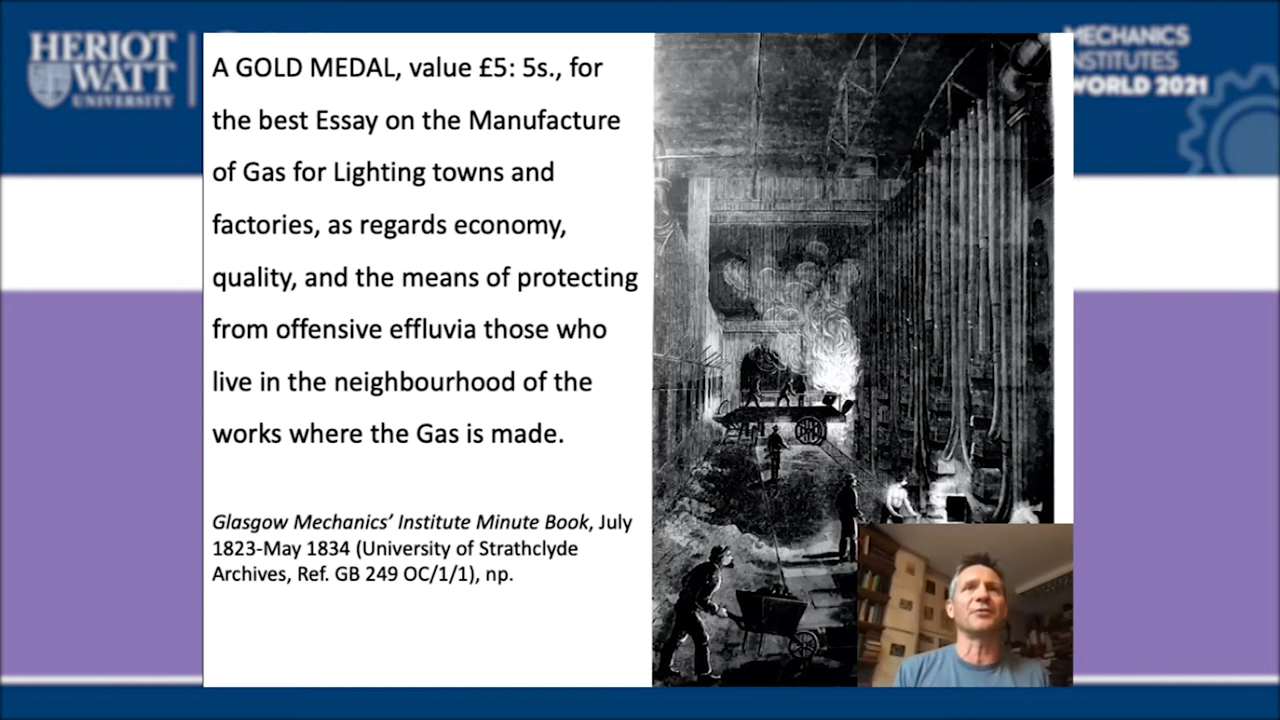 HERIOT
WATT
UNIVERSITY
MECHANICS
INSTITUTES
WORLD 2021
A GOLD MEDAL, value £5: 5s., for
the best Essay on the Manufacture
of Gas for Lighting towns and
factories, as regards economy,
quality, and the means of protecting
from offensive effluvia those who
live in the neighbourhood of the
works where the Gas is made.
Glasgow Mechanics’ Institute Minute Book, July
1823-May 1834 (University of Strathclyde
Archives, Ref. GB 249 OC/1/1), np.